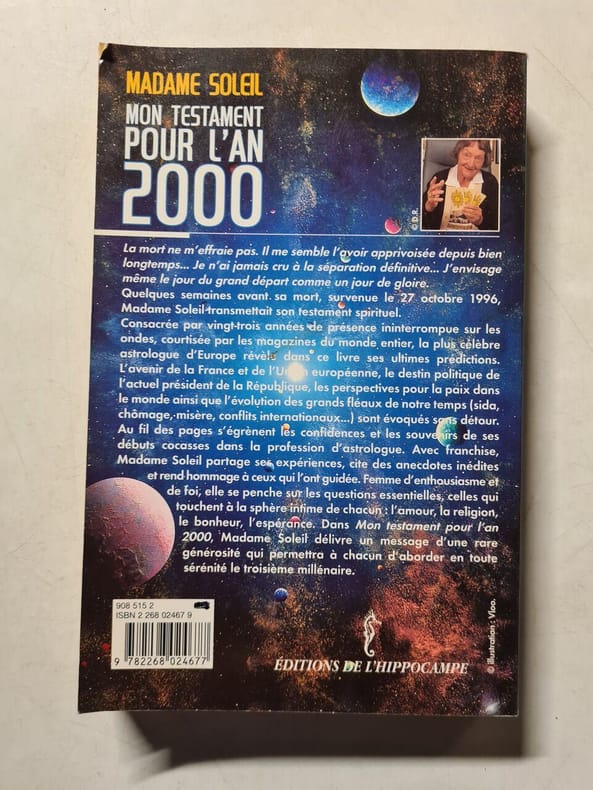 MADAME SOLEIL
MON TESTAMENT
POUR L'AN
2000
© D.R.
La mort ne m'effraie pas. Il me semble l'avoir apprivoisée depuis bien
longtemps... Je n'ai jamais cru à la séparation définitive... J'envisage
même le jour du grand départ comme un jour de gloire.
Quelques semaines avant sa mort, survenue le 27 octobre 1996,
Madame Soleil transmettait son testament spirituel.
Consacrée par vingt-trois années de présence ininterrompue sur les
ondes, courtisée par les magazines du monde entier, la plus célèbre
astrologue d'Europe révèle dans ce livre ses ultimes prédictions.
L'avenir de la France et de l'Union européenne, le destin politique de
l'actuel président de la République, les perspectives pour la paix dans
le monde ainsi que l'évolution des grands fléaux de notre temps (sida,
chômage, misère, conflits internationaux...) sont évoqués sans détour.
Au fil des pages s'égrènent les confidences et les souvenirs de ses
débuts cocasses dans la profession d'astrologue. Avec franchise,
Madame Soleil partage ses expériences, cite des anecdotes inédites
et rend hommage à ceux qui l'ont guidée. Femme d'enthousiasme et
de foi, elle se penche sur les questions essentielles, celles qui
touchent à la sphère intime de chacun : l'amour, la religion,
le bonheur, l'espérance. Dans Mon testament pour l'an
2000, Madame Soleil délivre un message d'une rare
générosité qui permettra à chacun d'aborder en toute
sérénité le troisième millénaire.
908 515 2
ISBN 2 268 02467 9
9 782268 024677
ÉDITIONS DE L'HIPPOCAMPE
© illustration : Vloo.